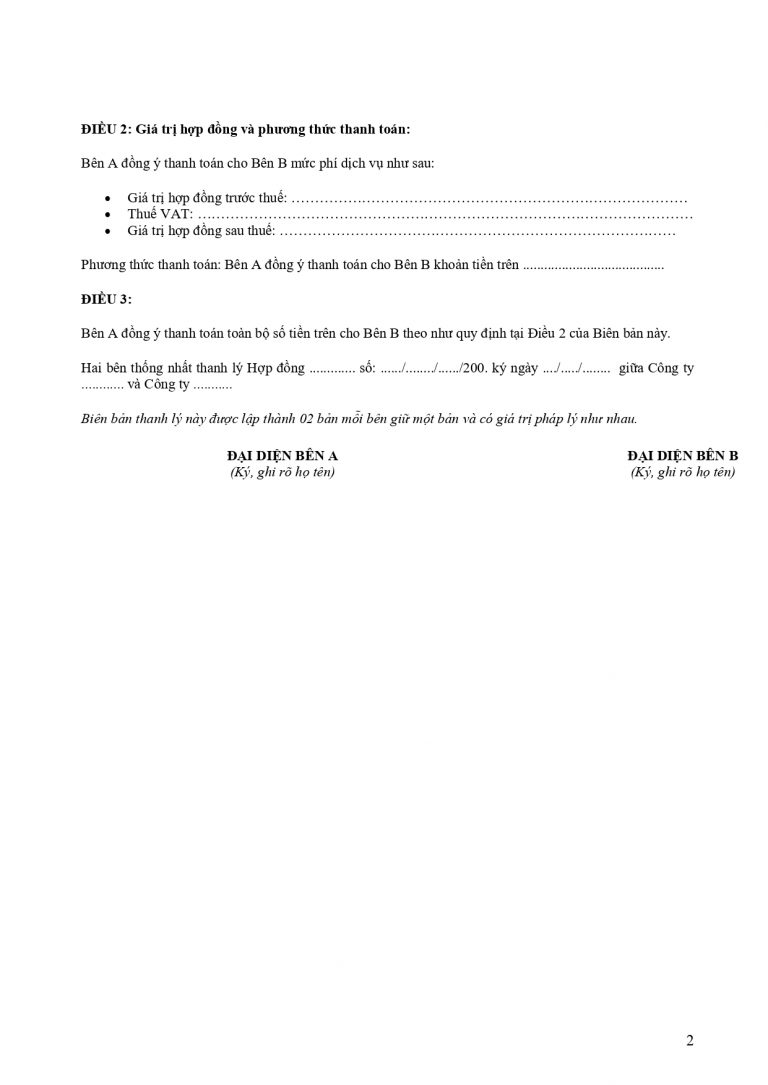 ĐIỀU 2: Giá trị hợp đồng và phương thức thanh toán:
Bên A đồng ý thanh toán cho Bên B mức phí dịch vụ như sau:
• Giá trị hợp đồng trước thuế: …………………………………………………………………………
• Thuế VAT: ……………………………………………………………………………………………
• Giá trị hợp đồng sau thuế: …………………………………………………………………………
Phương thức thanh toán: Bên A đồng ý thanh toán cho Bên B khoản tiền trên ........................................
ĐIỀU 3:
Bên A đồng ý thanh toán toàn bộ số tiền trên cho Bên B theo như quy định tại Điều 2 của Biên bản này.
Hai bên thống nhất thanh lý Hợp đồng ............. số: ....../......../....../200. ký ngày ..../...../........ giữa Công ty
............ và Công ty ...........
Biên bản thanh lý này được lập thành 02 bản mỗi bên giữ một bản và có giá trị pháp lý như nhau.
ĐẠI DIỆN BÊN A ĐẠI DIỆN BÊN B
(Ký, ghi rõ họ tên) (Ký, ghi rõ họ tên)
2